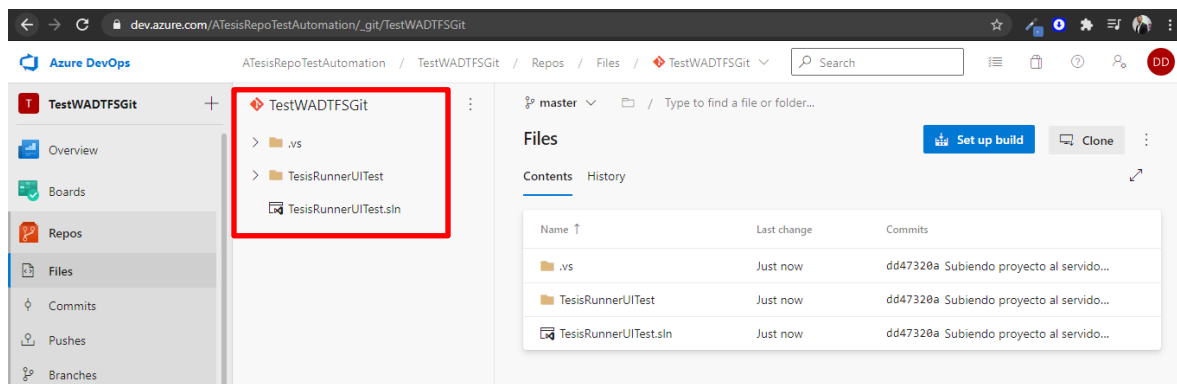 dev.azure.com/ATesisRepoTestAutomation/_git/TestWADTFSGit
Azure DevOps
ATesisRepoTestAutomation / TestWADTFSGit / Repos / Files / TestWADTFSGit
Search
DD
T TestWADTFSGit
Overview
Boards
Repos
Files
Commits
Pushes
Branches
TestWADTFSGit
.vs
TesisRunnerUITest
TesisRunnerUITest.sln
master / Type to find a file or folder...
Files
Set up build
Clone
Contents History
Name ↑ Last change Commits
.vs Just now dd47320a Subiendo proyecto al servido...
TesisRunnerUITest Just now dd47320a Subiendo proyecto al servido...
TesisRunnerUITest.sln Just now dd47320a Subiendo proyecto al servido...